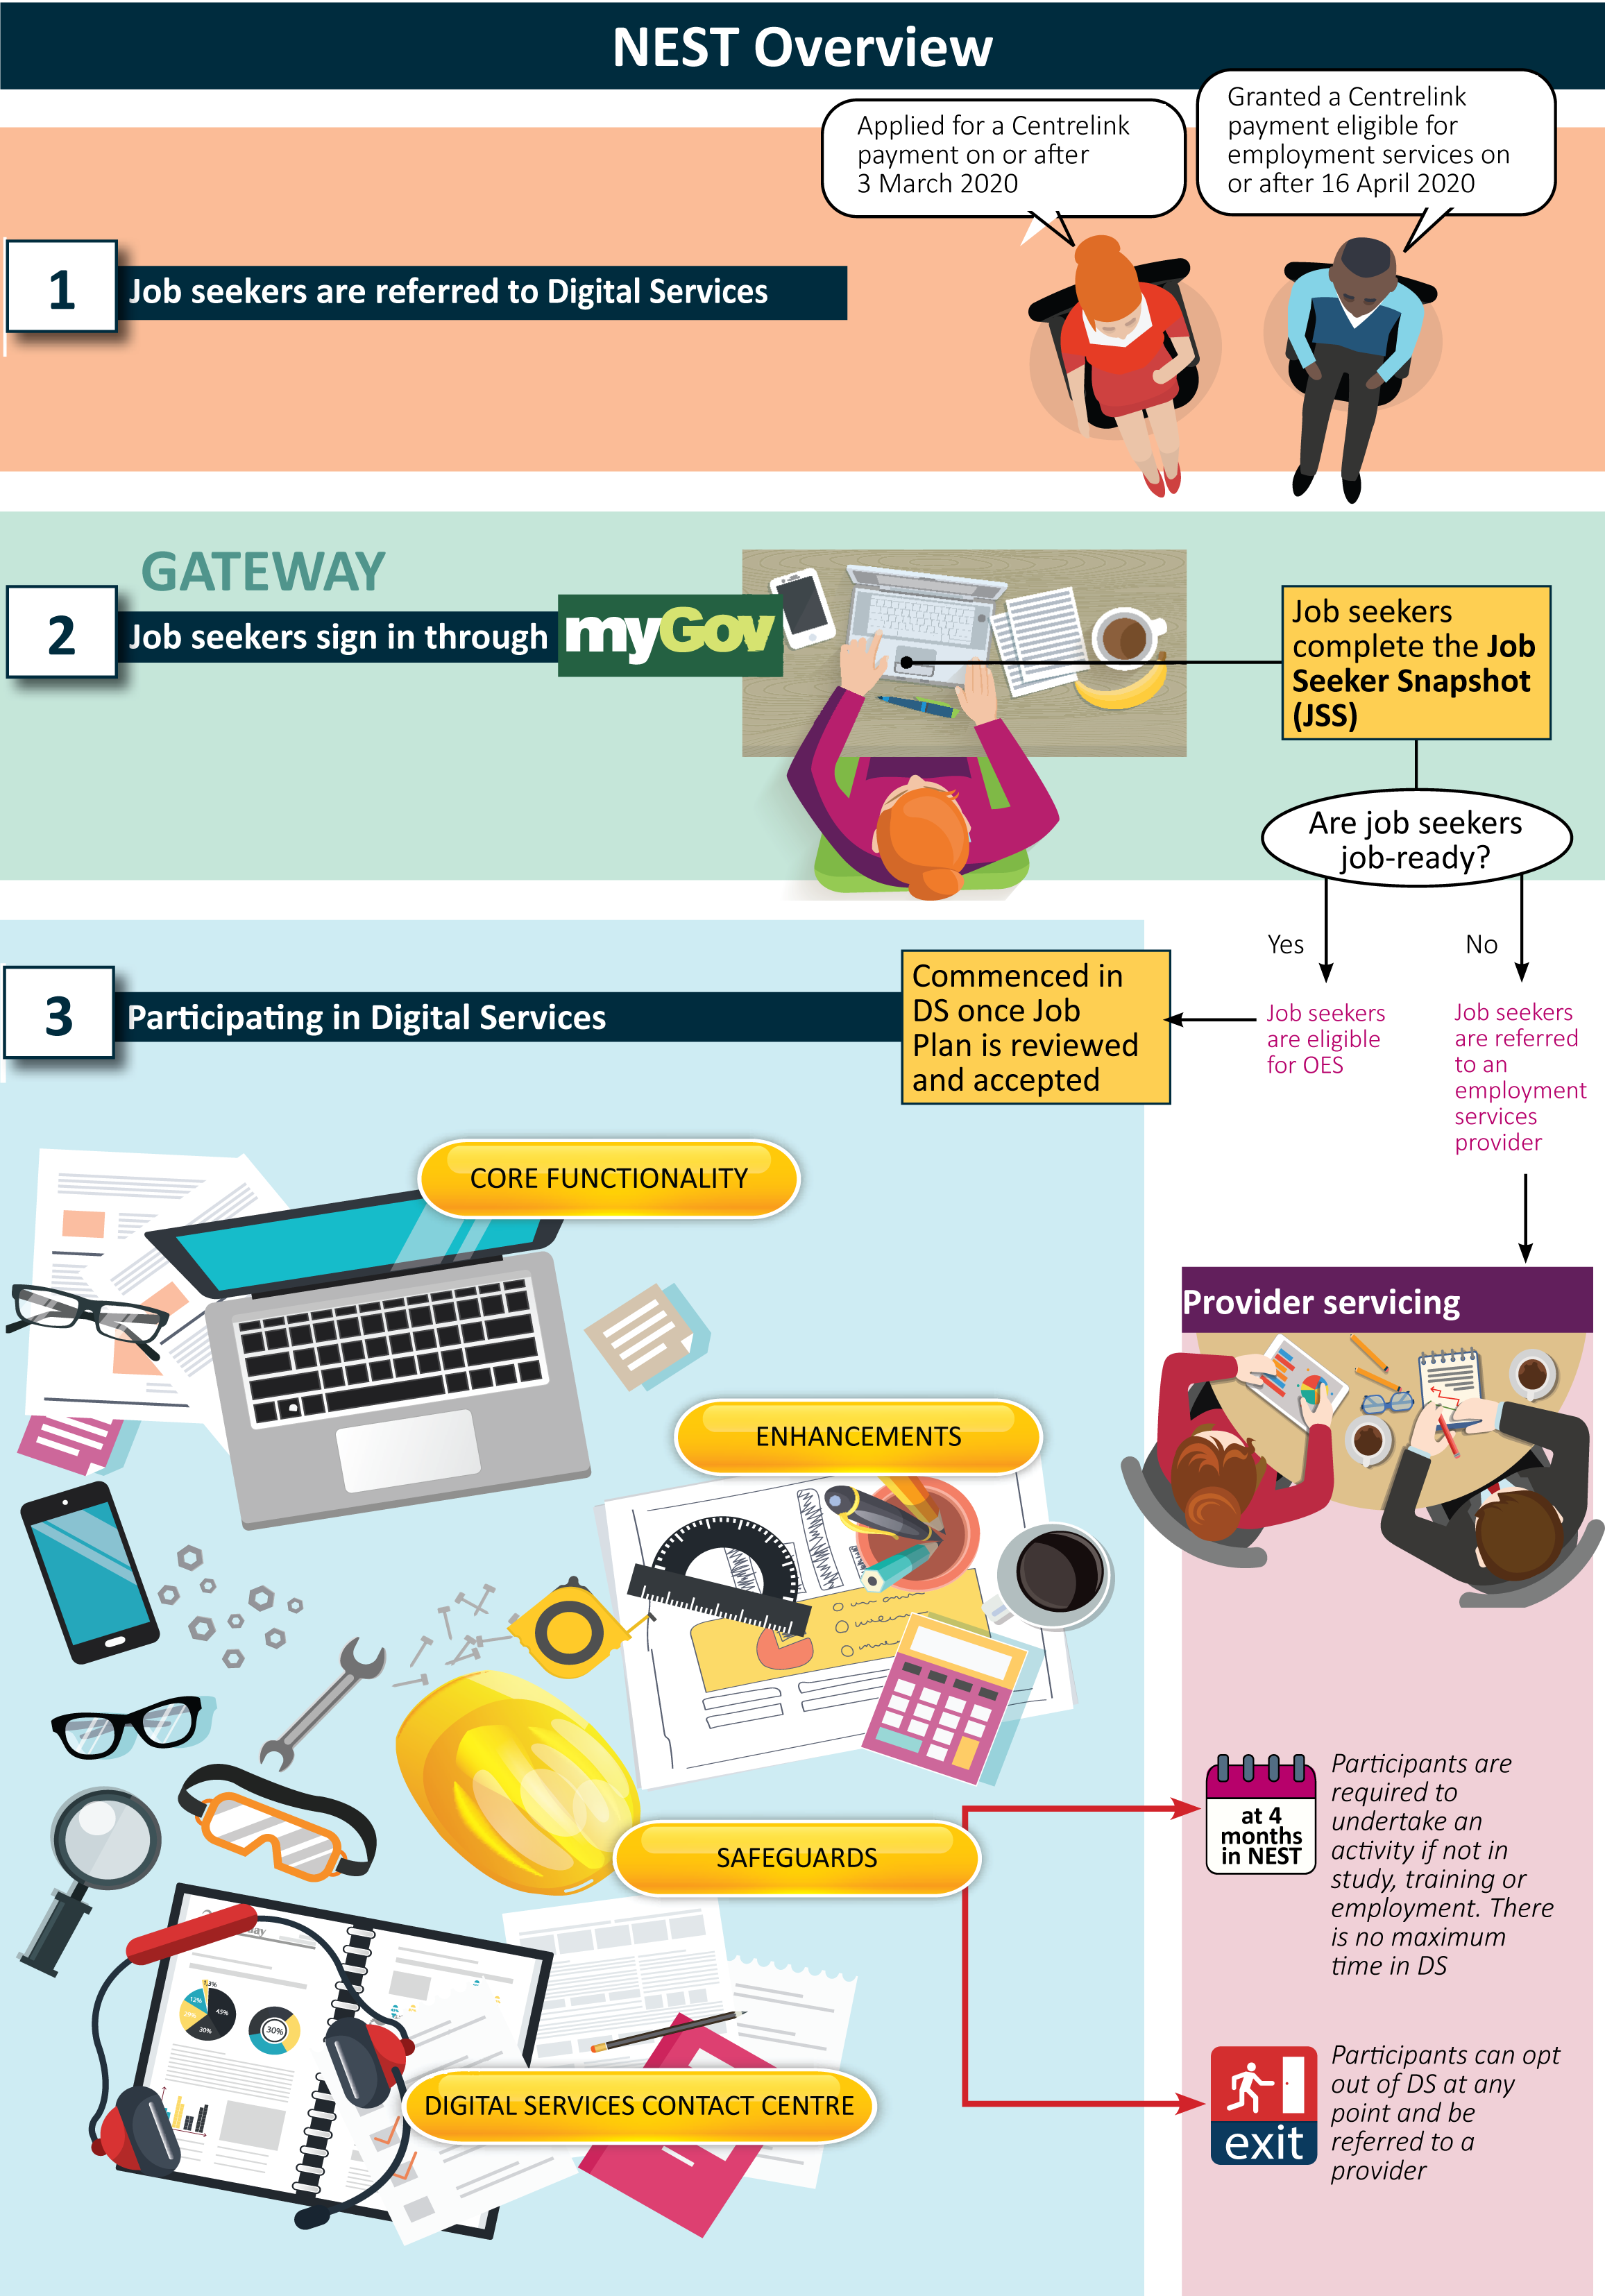 NEST Overview
Applied for a Centrelink
payment on or after
3 March 2020
Granted a Centrelink
payment eligible for
employment services on
or after 16 April 2020
1
Job seekers are referred to Digital Services
GATEWAY
2
Job seekers sign in through
myGov
Job seekers
complete the Job
Seeker Snapshot
(JSS)
Are job seekers
job-ready?
Yes
No
3
Participating in Digital Services
Commenced in
DS once Job
Plan is reviewed
and accepted
Job seekers
are eligible
for OES
Job seekers
are referred
to an
employment
services
provider
CORE FUNCTIONALITY
Provider servicing
ENHANCEMENTS
SAFEGUARDS
at 4
months
in NEST
Participants are
required to
undertake an
activity if not in
study, training or
employment. There
is no maximum
time in DS
12%
45%
30%
30%
DIGITAL SERVICES CONTACT CENTRE
exit
Participants can opt
out of DS at any
point and be
referred to a
provider